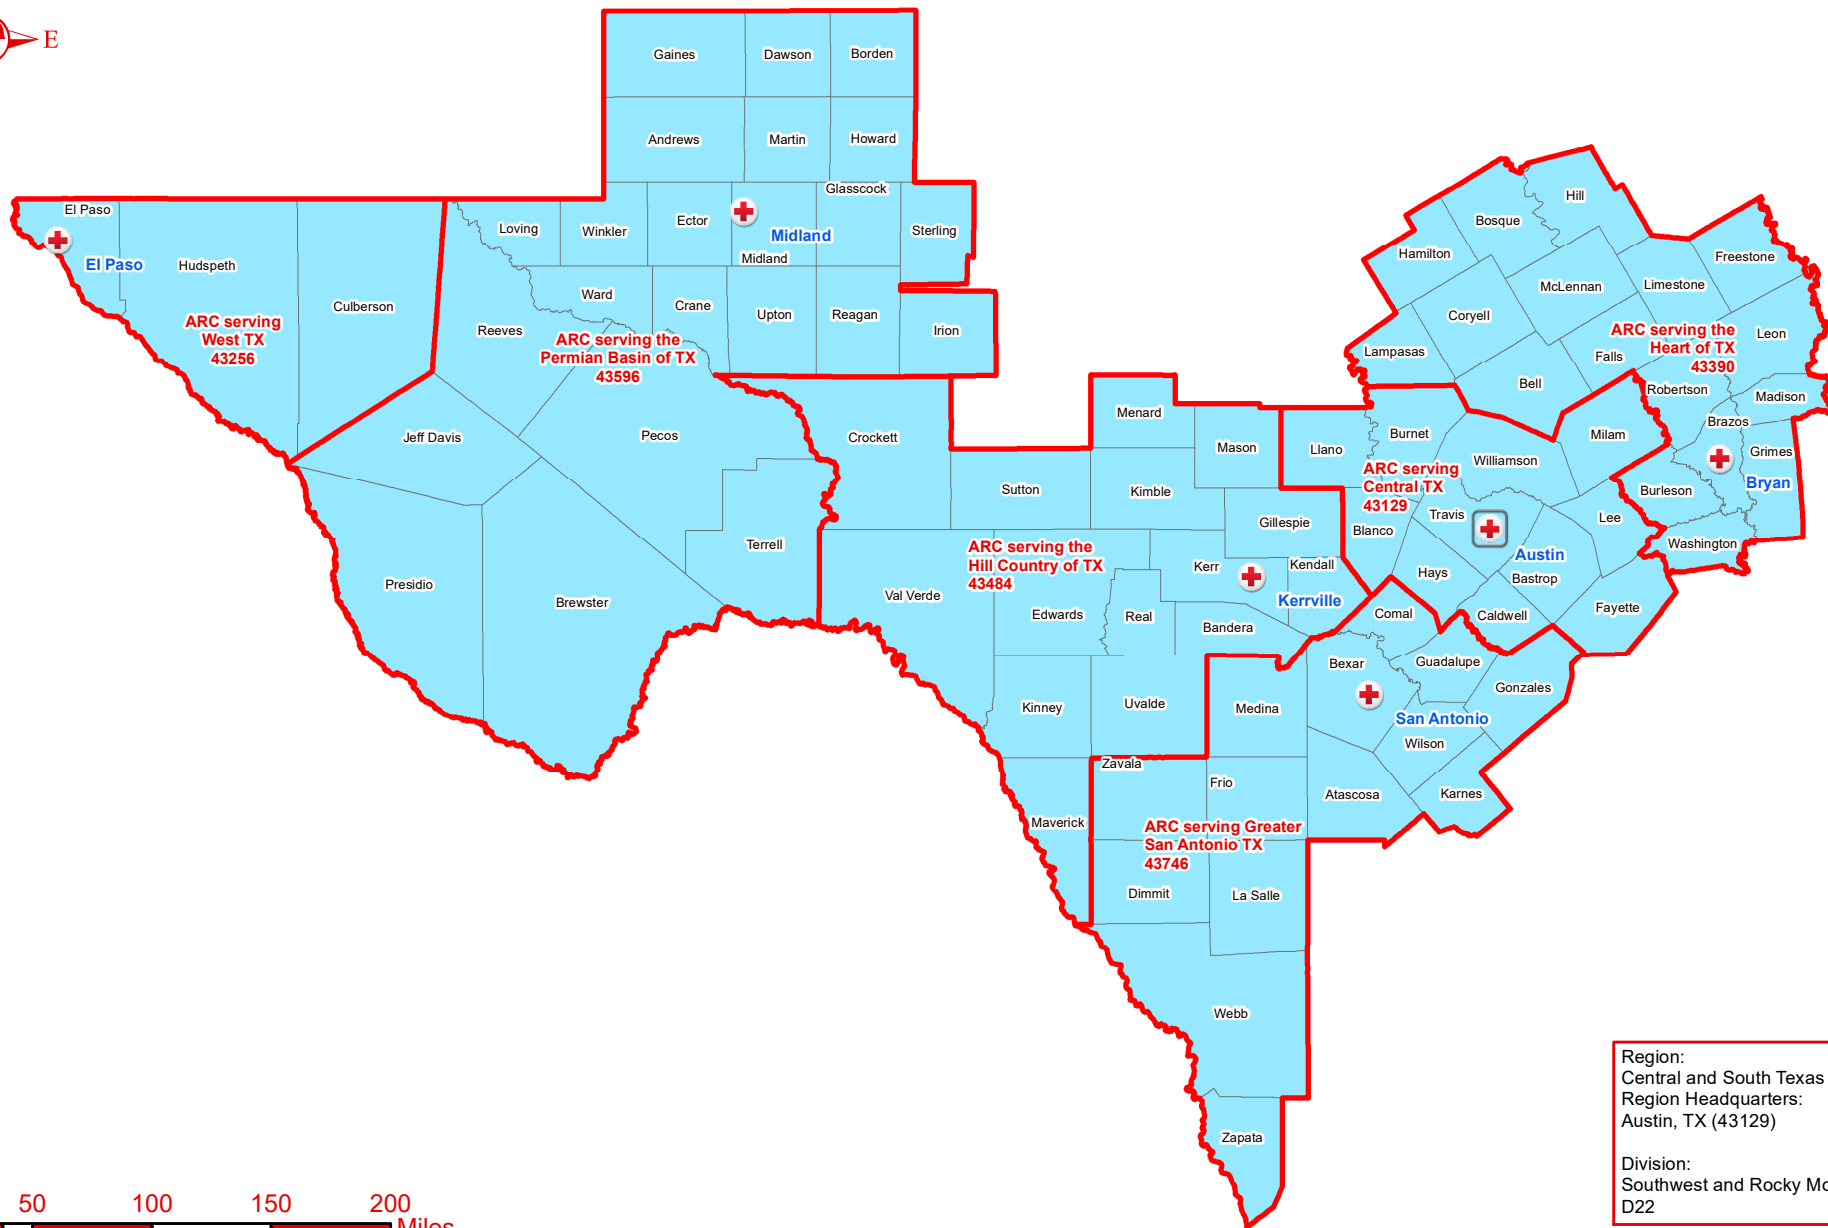 E
Gaines
Dawson
Borden
Andrews
Martin
Howard
Glasscock
El Paso
El Paso
Hudspeth
Culberson
ARC serving
West TX
43256
Loving
Winkler
Ector
Midland
Midland
Sterling
Ward
Crane
Upton
Reagan
Irion
Reeves
ARC serving the
Permian Basin of TX
43596
Jeff Davis
Pecos
Terrell
Presidio
Brewster
Crockett
Menard
Mason
Sutton
Kimble
Gillespie
ARC serving the
Hill Country of TX
43484
Val Verde
Edwards
Real
Kerr
Kendall
Kerrville
Bandera
Kinney
Uvalde
Maverick
Hill
Bosque
Hamilton
Freestone
McLennan
Limestone
Coryell
Leon
ARC serving the
Heart of TX
43390
Lampasas
Falls
Bell
Robertson
Madison
Brazos
Grimes
Bryan
Burleson
Washington
Milam
Burnet
Llano
Williamson
ARC serving
Central TX
43129
Travis
Blanco
Lee
Austin
Hays
Bastrop
Caldwell
Fayette
Comal
Bexar
Guadalupe
Gonzales
Medina
San Antonio
Wilson
Zavala
Frio
Atascosa
Karnes
ARC serving Greater
San Antonio TX
43746
Dimmit
La Salle
Webb
Zapata
Region:
Central and South Texas
Region Headquarters:
Austin, TX (43129)
Division:
Southwest and Rocky
D22
50 100 150 200
Miles